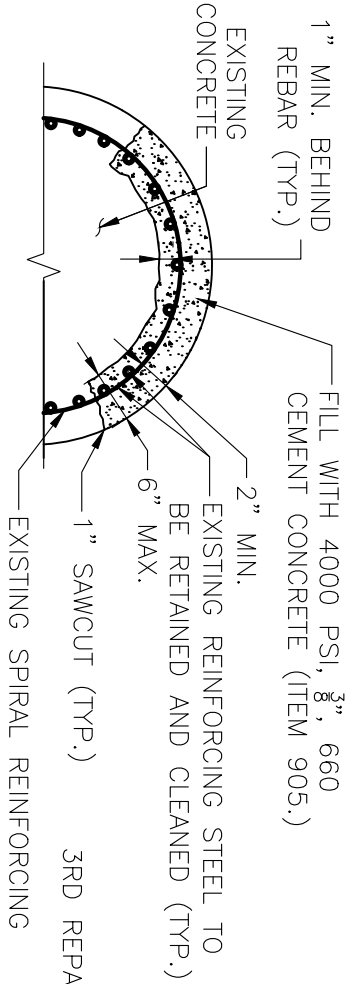 1" MIN. BEHIND
REBAR (TYP.)
EXISTING
CONCRETE
FILL WITH 4000 PSI, 3/8", 660
CEMENT CONCRETE (ITEM 905.)
2" MIN.
EXISTING REINFORCING STEEL TO
BE RETAINED AND CLEANED (TYP.)
6" MAX.
1" SAWCUT (TYP.)
EXISTING SPIRAL REINFORCING
3RD REPA